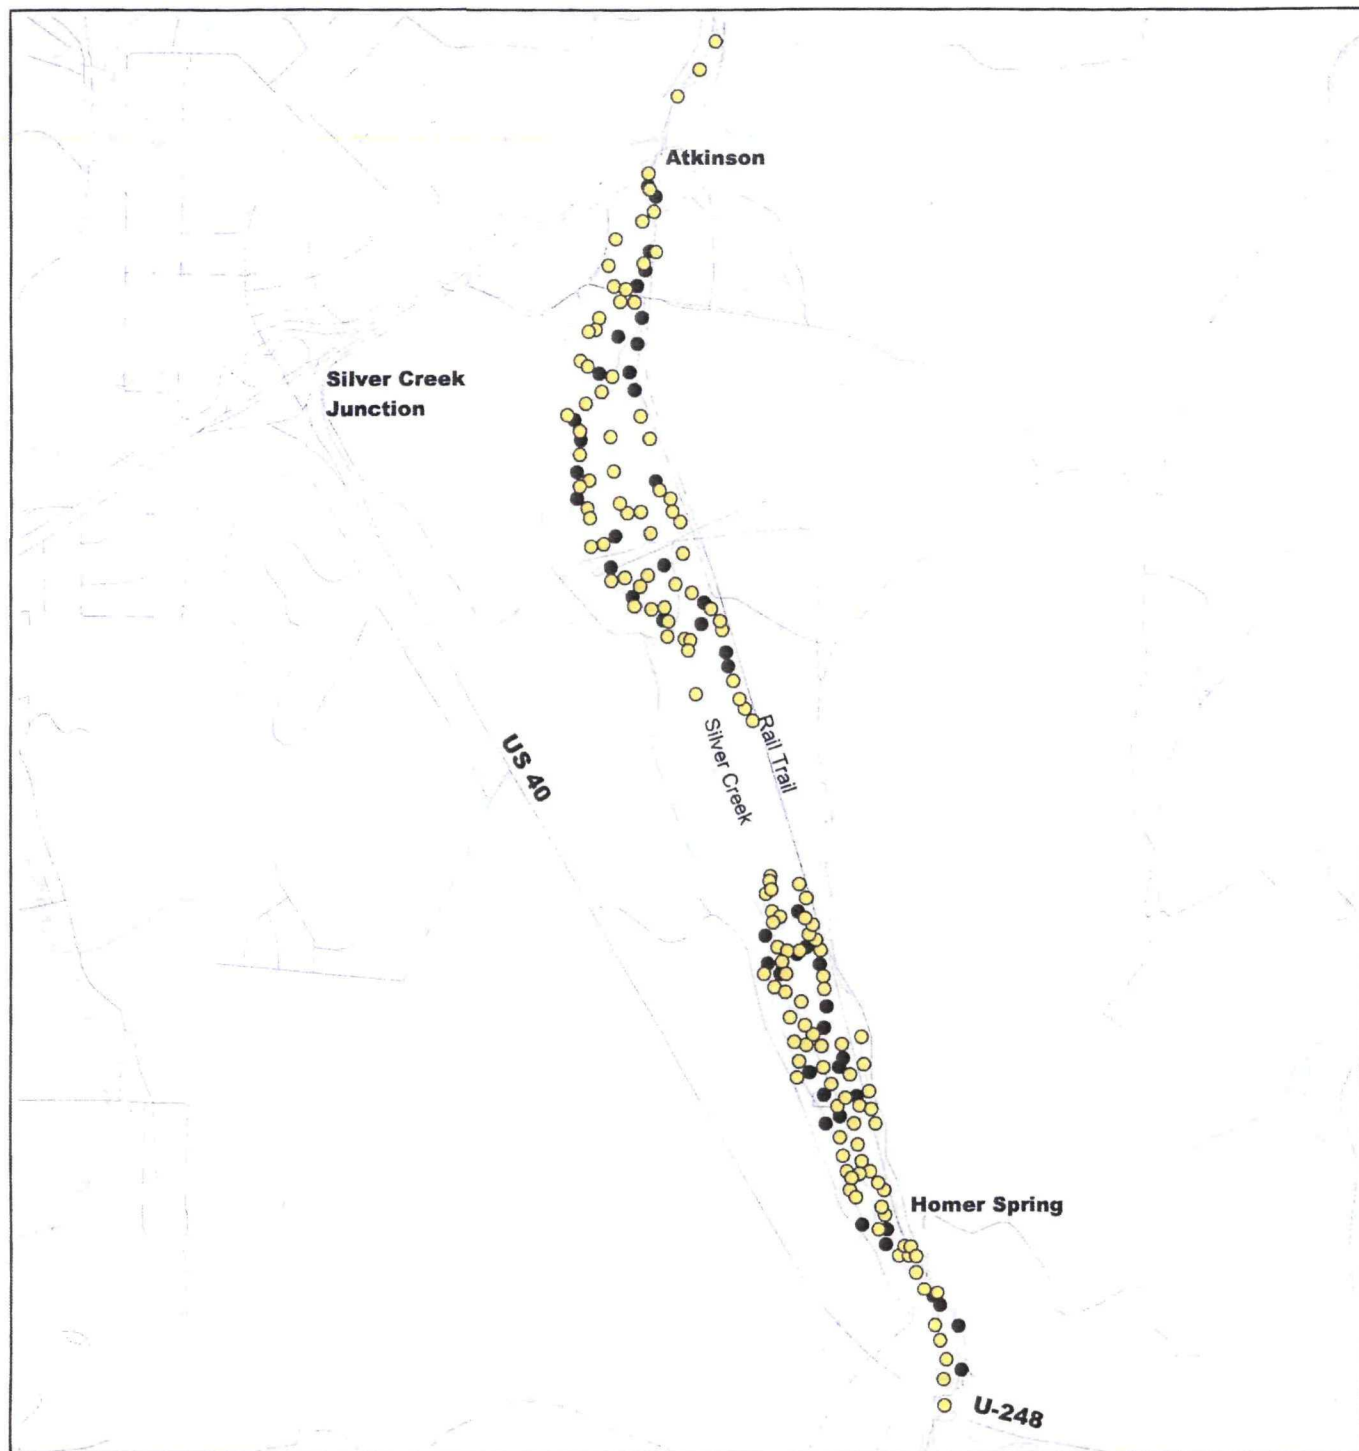 Atkinson
Silver Creek
Junction
US 40
Silver Creek
Rail Trail
Homer Spring
U-248